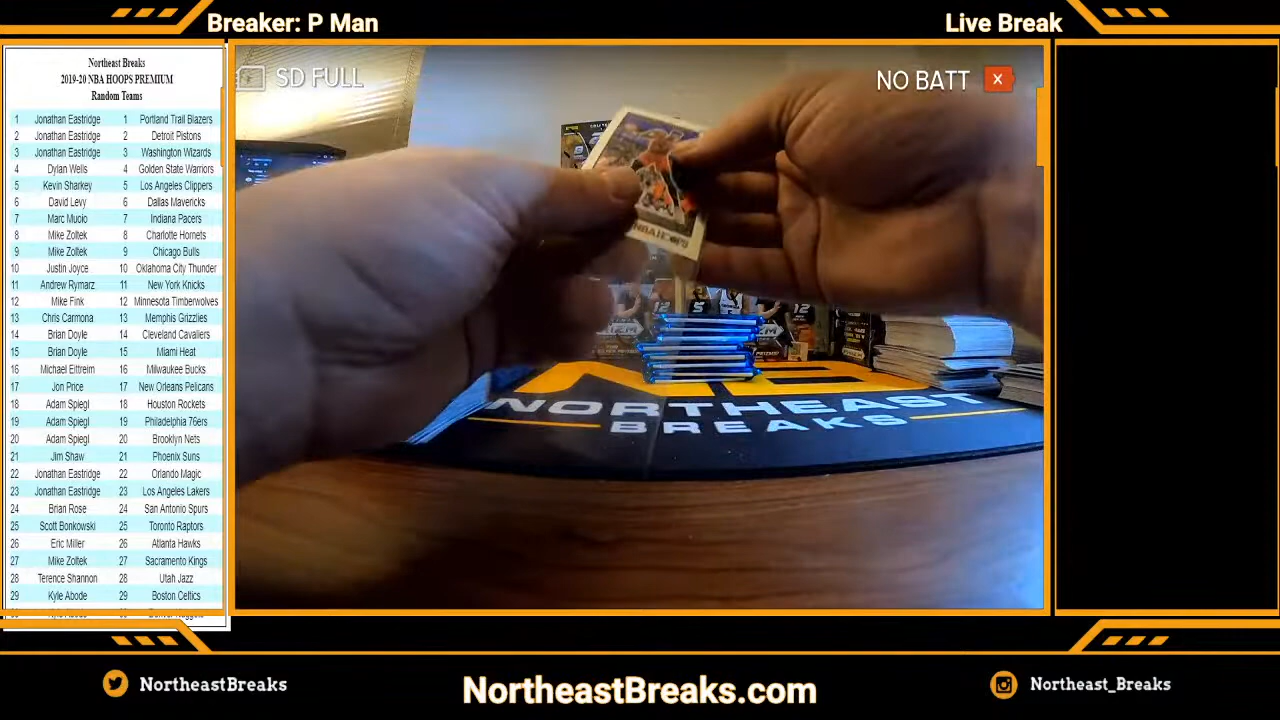 Breaker: P Man
Live Break
Northeast Breaks
2019-20 NBA HOOPS PREMIUM
Random Teams
1 Jonathan Eastridge 1 Portland Trail Blazers
2 Jonathan Eastridge 2 Detroit Pistons
3 Jonathan Eastridge 3 Washington Wizards
4 Dylan Wells 4 Golden State Warriors
5 Kevin Sharkey 5 Los Angeles Clippers
6 David Levy 6 Dallas Mavericks
7 Marc Muoio 7 Indiana Pacers
8 Mike Zoltek 8 Charlotte Hornets
9 Mike Zoltek 9 Chicago Bulls
10 Justin Joyce 10 Oklahoma City Thunder
11 Andrew Rymarz 11 New York Knicks
12 Mike Fink 12 Minnesota Timberwolves
13 Chris Carmona 13 Memphis Grizzlies
14 Brian Doyle 14 Cleveland Cavaliers
15 Brian Doyle 15 Miami Heat
16 Michael Eittreim 16 Milwaukee Bucks
17 Jon Price 17 New Orleans Pelicans
18 Adam Spiegl 18 Houston Rockets
19 Adam Spiegl 19 Philadelphia 76ers
20 Adam Spiegl 20 Brooklyn Nets
21 Jim Shaw 21 Phoenix Suns
22 Jonathan Eastridge 22 Orlando Magic
23 Jonathan Eastridge 23 Los Angeles Lakers
24 Brian Rose 24 San Antonio Spurs
25 Scott Bonkowski 25 Toronto Raptors
26 Eric Miller 26 Atlanta Hawks
27 Mike Zoltek 27 Sacramento Kings
28 Terence Shannon 28 Utah Jazz
29 Kyle Abode 29 Boston Celtics
SD FULL
NO BATT
NBA HOOPS
PRIZM
NB
NORTHEAST
BREAKS
NortheastBreaks
NortheastBreaks.com
Northeast_Breaks